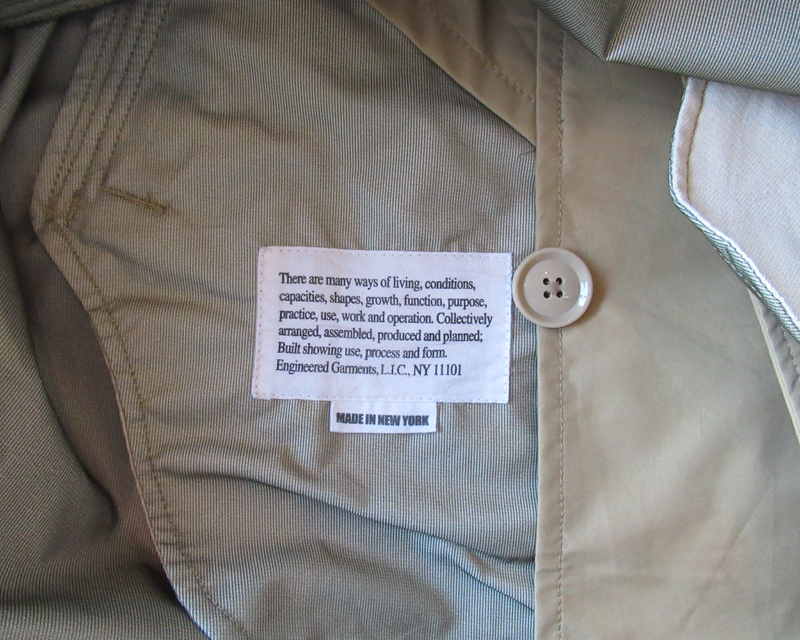 There are many ways of living, conditions,
capacities, shapes, growth, function, purpose,
practice, use, work and operation. Collectively
arranged, assembled, produced and planned;
Built showing use, process and form.
Engineered Garments, L.I.C., NY 11101
MADE IN NEW YORK